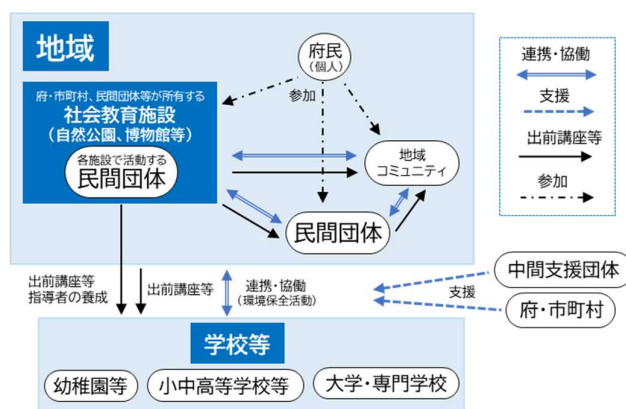 地域
府民
(個人)
参加
府・市町村、民間団体等が所有する
社会教育施設
(自然公園、博物館等)
各施設で活動する
民間団体
地域
コミュニティ
民間団体
連携・協働
支援
出前講座等
参加
出前講座等
指導者の養成
出前講座等
連携・協働
(環境保全活動)
支援
中間支援団体
府・市町村
学校等
幼稚園等
小中高等学校等
大学・専門学校